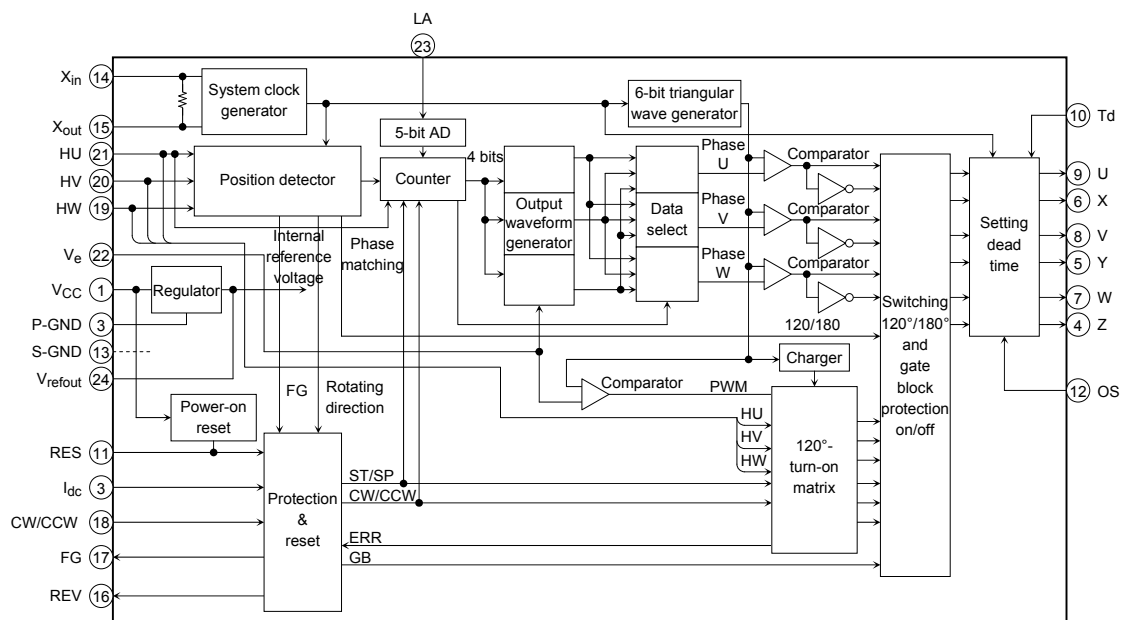 LA
23
Xin 14
Xout 15
HU 21
HV 20
HW 19
Ve 22
VCC 1
P-GND 3
S-GND 13
Vrefout 24
RES 11
Idc 3
CW/CCW 18
FG 17
REV 16
System clock
generator
5-bit AD
6-bit triangular
wave generator
Position detector
Counter
4 bits
Output
waveform
generator
Data
select
Phase
U
Phase
V
Phase
W
Comparator
Comparator
Comparator
Internal
reference
voltage
Phase
matching
Regulator
120/180
Power-on
reset
FG
Rotating
direction
Comparator
PWM
Charger
HU
HV
HW
120°-
turn-on
matrix
Protection
&
reset
ST/SP
CW/CCW
ERR
GB
Switching
120°/180°
and
gate
block
protection
on/off
Setting
dead
time
10 Td
9 U
6 X
8 V
5 Y
7 W
4 Z
12 OS